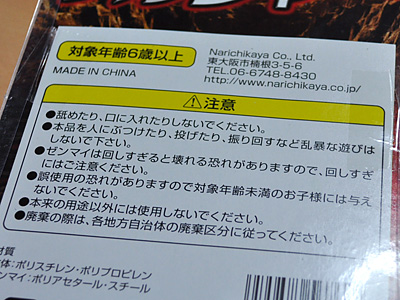 対象年齢6歳以上
MADE IN CHINA
Narichikaya Co., Ltd.
東大阪市楠根3-5-6
TEL.06-6748-8430
http://www.narichikaya.co.jp/
注意
●舐めたり、口に入れたりしないでください。
●本品を人にぶつけたり、投げたり、振り回すなど乱暴な遊びは
しないで下さい。
●ゼンマイは回しすぎると壊れる恐れがありますので、回しすぎ
にはご注意ください。
●誤使用の恐れがありますので対象年齢未満のお子様には与え
ないでください。
●本来の用途以外には使用しないでください。
●廃棄の際は、各地方自治体の廃棄区分に従ってください。
材質
体：ポリスチレン・ポリプロピレン
ンマイ：ポリアセタール・スチール